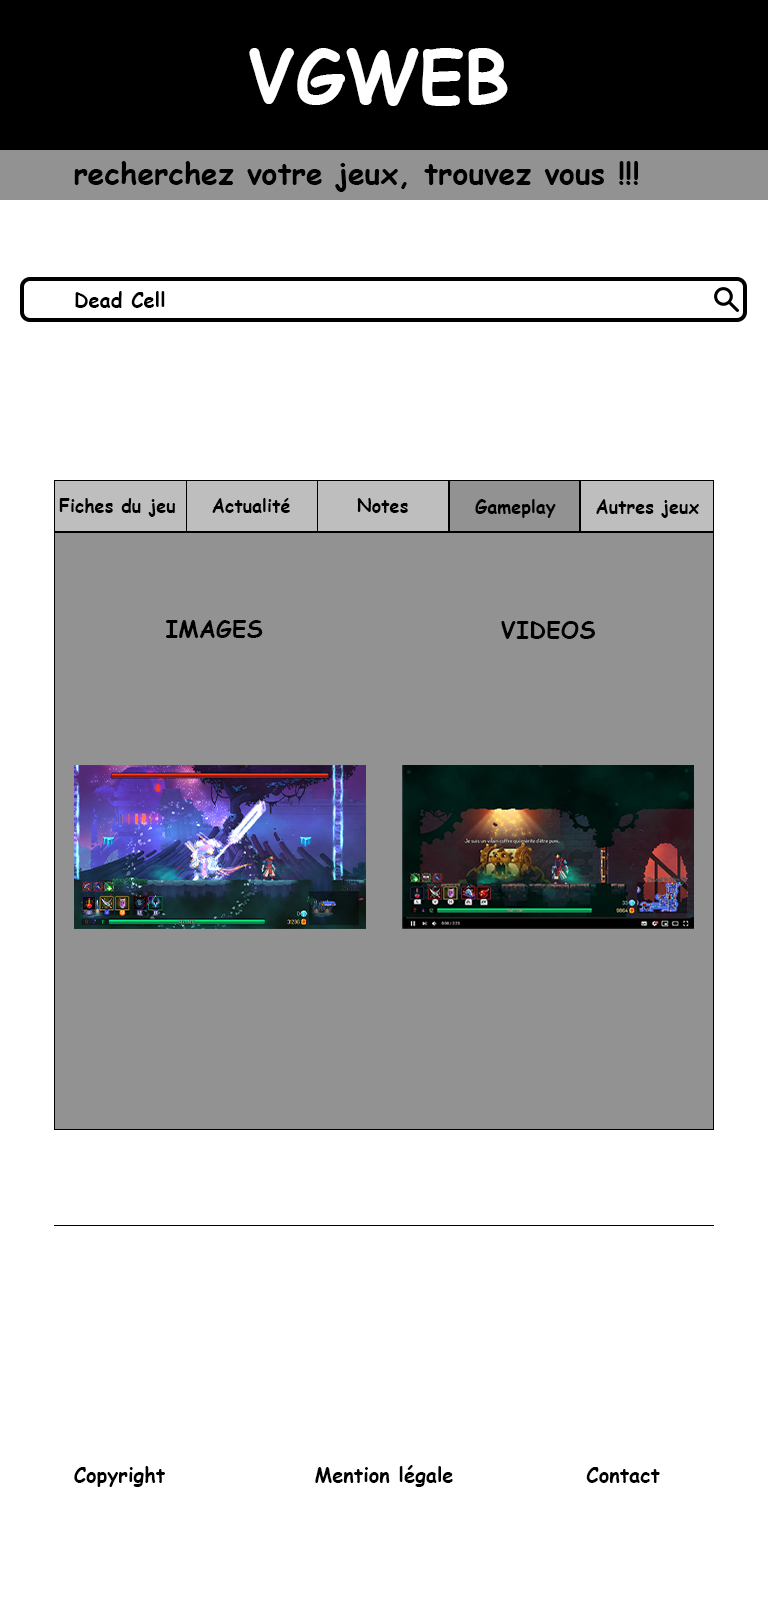 VGWEB
recherchez votre jeux, trouvez vous !!!
Dead Cell
Fiches du jeu
Actualité
Notes
Gameplay
Autres jeux
IMAGES
VIDEOS
Je suis un vilain coffre qui mérite d'être puni.
Copyright
Mention légale
Contact